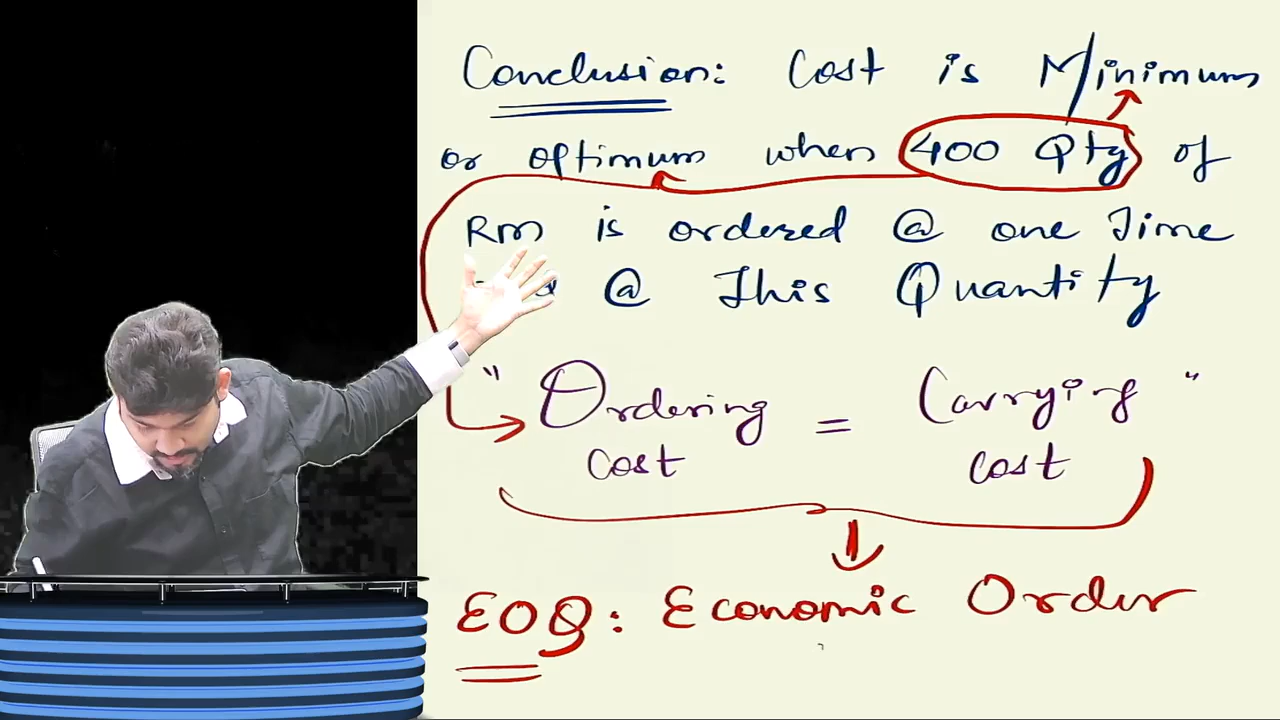 Conclusion: Cost is Minimum
or optimum when 400 Qty of
Rm is ordered @ one Time
@ This Quantity
" Ordering = Carrying "
cost cost
EOQ: Economic Order